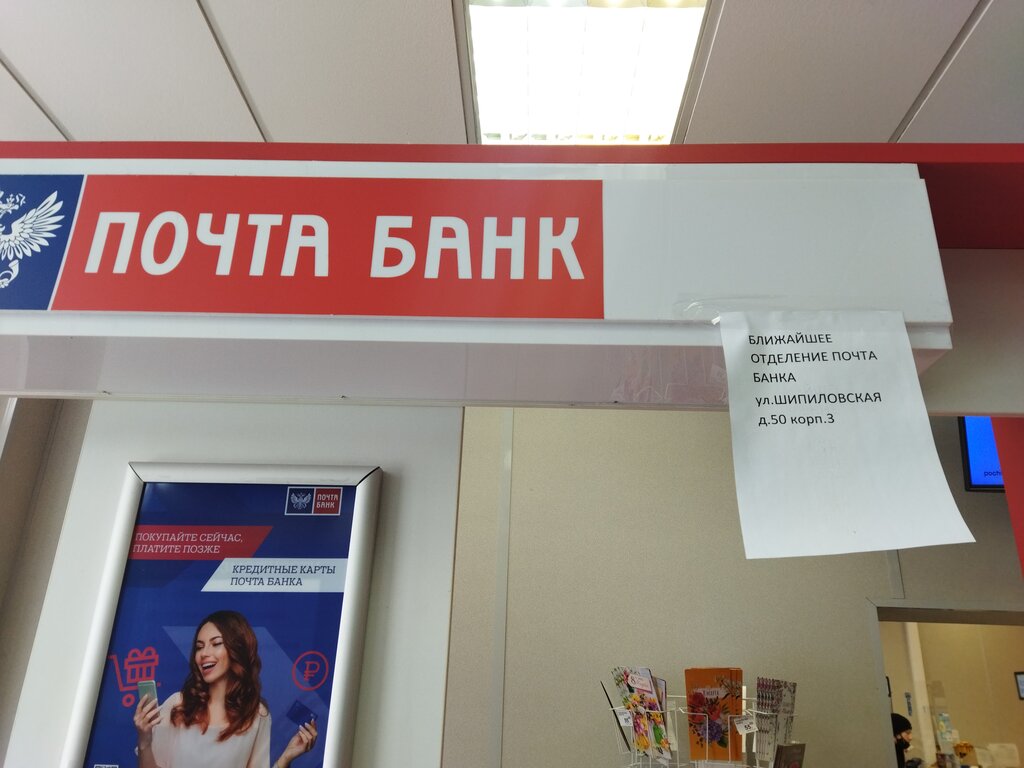 ПОЧТА БАНК
БЛИЖАЙШЕЕ
ОТДЕЛЕНИЕ ПОЧТА
БАНКА
ул.ШИПИЛОВСКАЯ
д.50 корп.3
ПОЧТА
БАНК
ПОКУПАЙТЕ СЕЙЧАС,
ПЛАТИТЕ ПОЗЖЕ
КРЕДИТНЫЕ КАРТЫ
ПОЧТА БАНКА